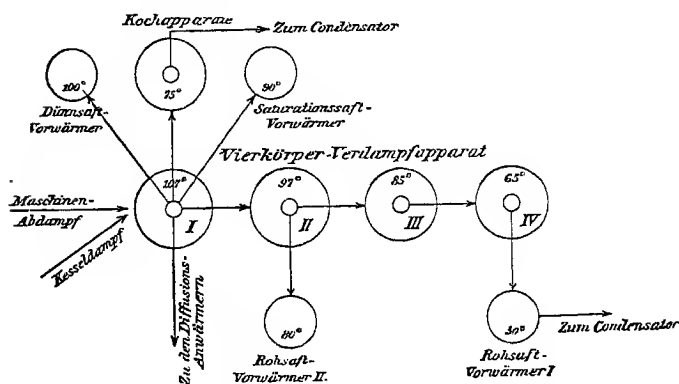 Kochapparate
Zum Condensator
100°
75°
90°
Dünnsaft-
Vorwärmer
Saturationssaft-
Vorwärmer
Vierkörper-Verdampfapparat
107°
97°
85°
65°
Maschinen-
Abdampf
I
II
III
IV
Kesseldampf
Zu den Diffusions-
Anwärmern
80°
30°
Zum Condensator
Rohsaft-
Vorwärmer II.
Rohsaft-
Vorwärmer I